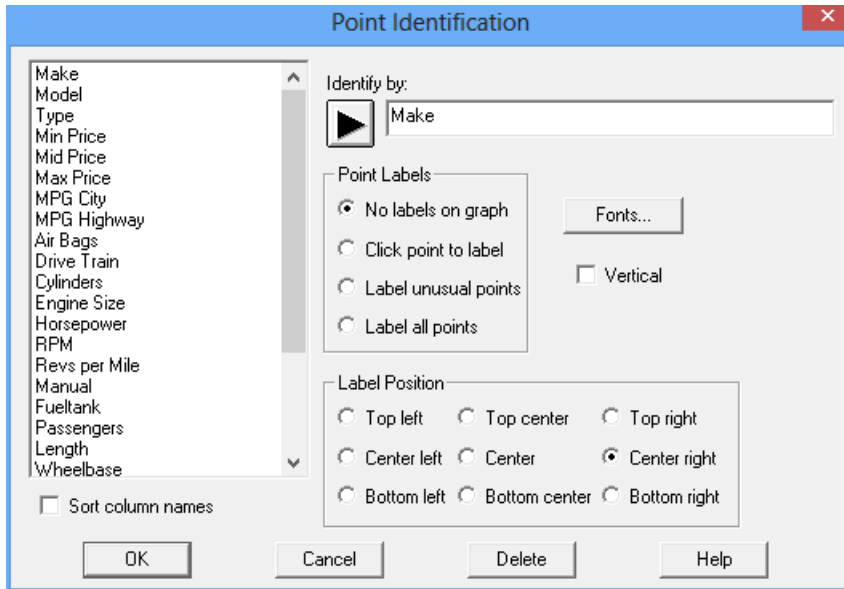 Point Identification
Make
Model
Type
Min Price
Mid Price
Max Price
MPG City
MPG Highway
Air Bags
Drive Train
Cylinders
Engine Size
Horsepower
RPM
Revs per Mile
Manual
Fueltank
Passengers
Length
Wheelbase
Sort column names
Identify by:
Make
Point Labels
No labels on graph
Click point to label
Label unusual points
Label all points
Fonts...
Vertical
Label Position
Top left Top center Top right
Center left Center Center right
Bottom left Bottom center Bottom right
OK Cancel Delete Help